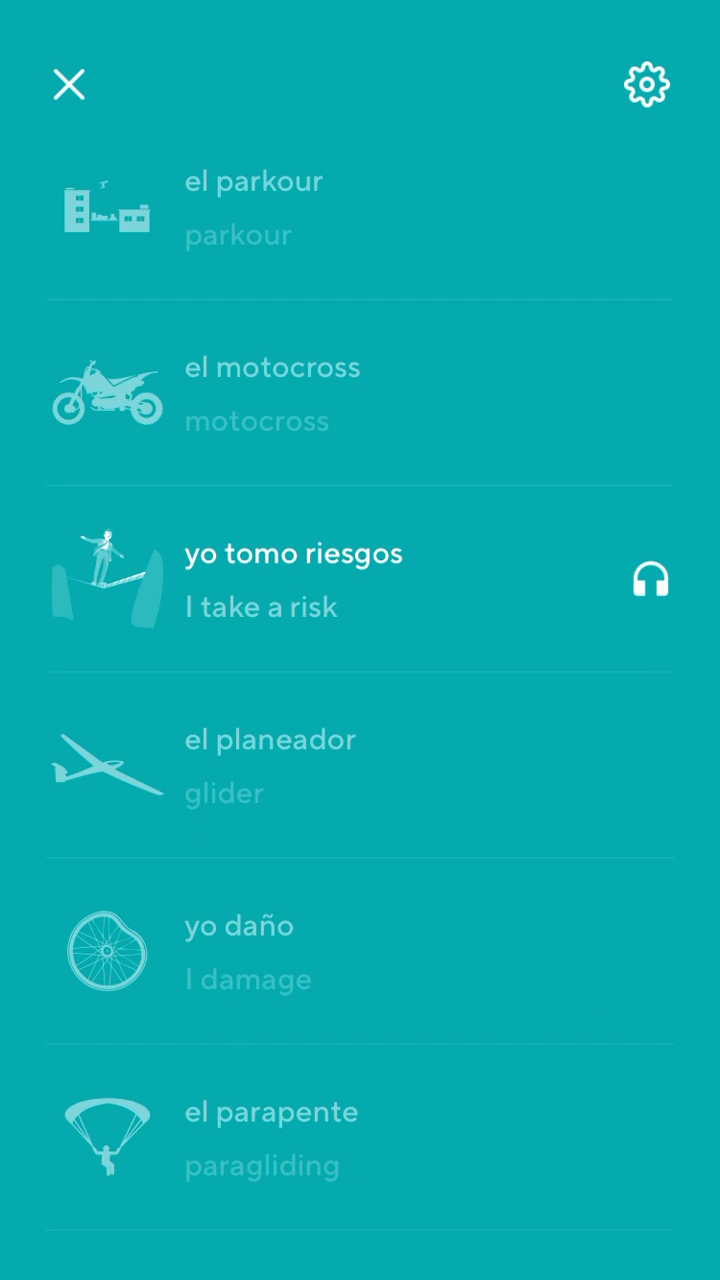 el parkour
parkour
el motocross
motocross
yo tomo riesgos
I take a risk
el planeador
glider
yo daño
I damage
el parapente
paragliding